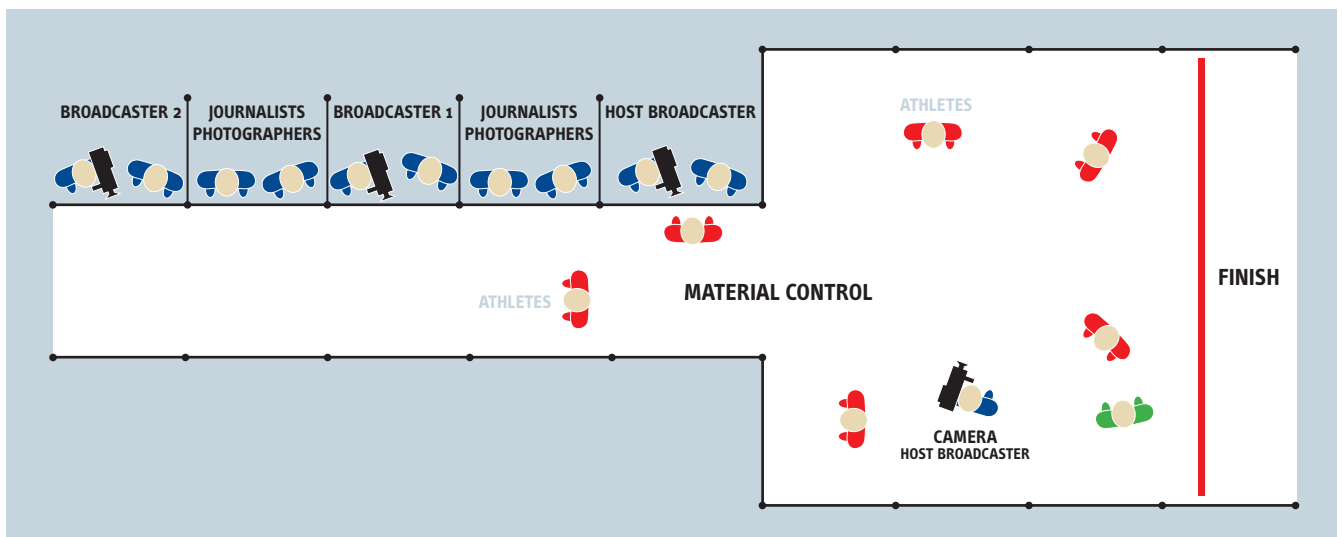 BROADCASTER 2
JOURNALISTS
PHOTOGRAPHERS
BROADCASTER 1
JOURNALISTS
PHOTOGRAPHERS
HOST BROADCASTER
ATHLETES
ATHLETES
MATERIAL CONTROL
FINISH
CAMERA
HOST BROADCASTER